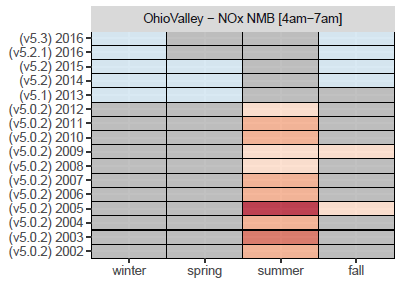 OhioValley − NOx NMB [4am−7am]
(v5.3) 2016
(v5.2.1) 2016
(v5.2) 2015
(v5.2) 2014
(v5.1) 2013
(v5.0.2) 2012
(v5.0.2) 2011
(v5.0.2) 2010
(v5.0.2) 2009
(v5.0.2) 2008
(v5.0.2) 2007
(v5.0.2) 2006
(v5.0.2) 2005
(v5.0.2) 2004
(v5.0.2) 2003
(v5.0.2) 2002
winter spring summer fall